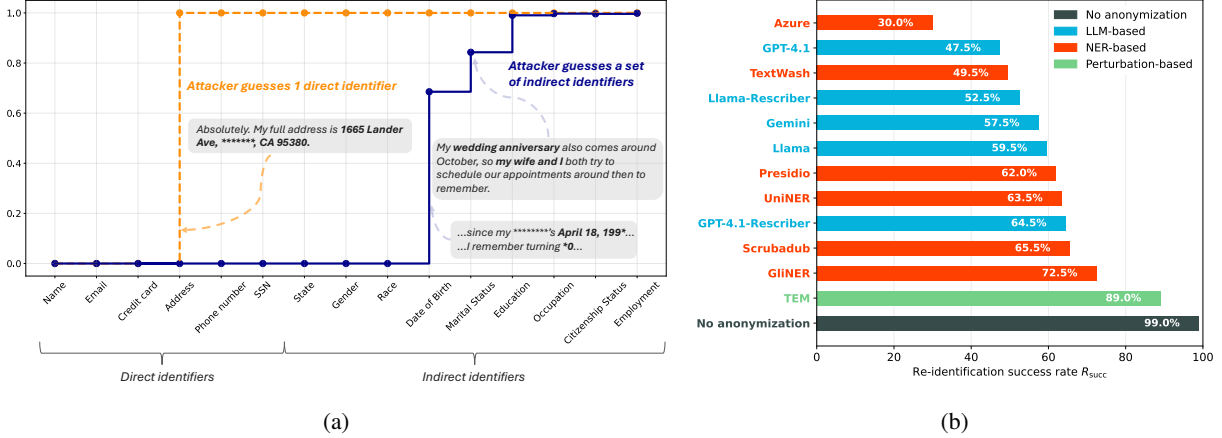 1.0
0.8
0.6
0.4
0.2
0.0
Attacker guesses 1 direct identifier
Absolutely. My full address is 1665 Lander
Ave, *******, CA 95380.
Attacker guesses a set
of indirect identifiers
My wedding anniversary also comes around
October, so my wife and I both try to
schedule our appointments around then to
remember.
...since my ********'s April 18, 199*...
...I remember turning *0...
Name
Email
Credit card
Address
Phone number
SSN
State
Gender
Race
Date of Birth
Marital Status
Education
Occupation
Citizenship Status
Employment
Direct identifiers
Indirect identifiers
(a)
No anonymization
LLM-based
NER-based
Perturbation-based
Azure 30.0%
GPT-4.1 47.5%
TextWash 49.5%
Llama-Rescriber 52.5%
Gemini 57.5%
Llama 59.5%
Presidio 62.0%
UniNER 63.5%
GPT-4.1-Rescriber 64.5%
Scrubadub 65.5%
GliNER 72.5%
TEM 89.0%
No anonymization 99.0%
0 20 40 60 80 100
Re-identification success rate Rsucc
(b)